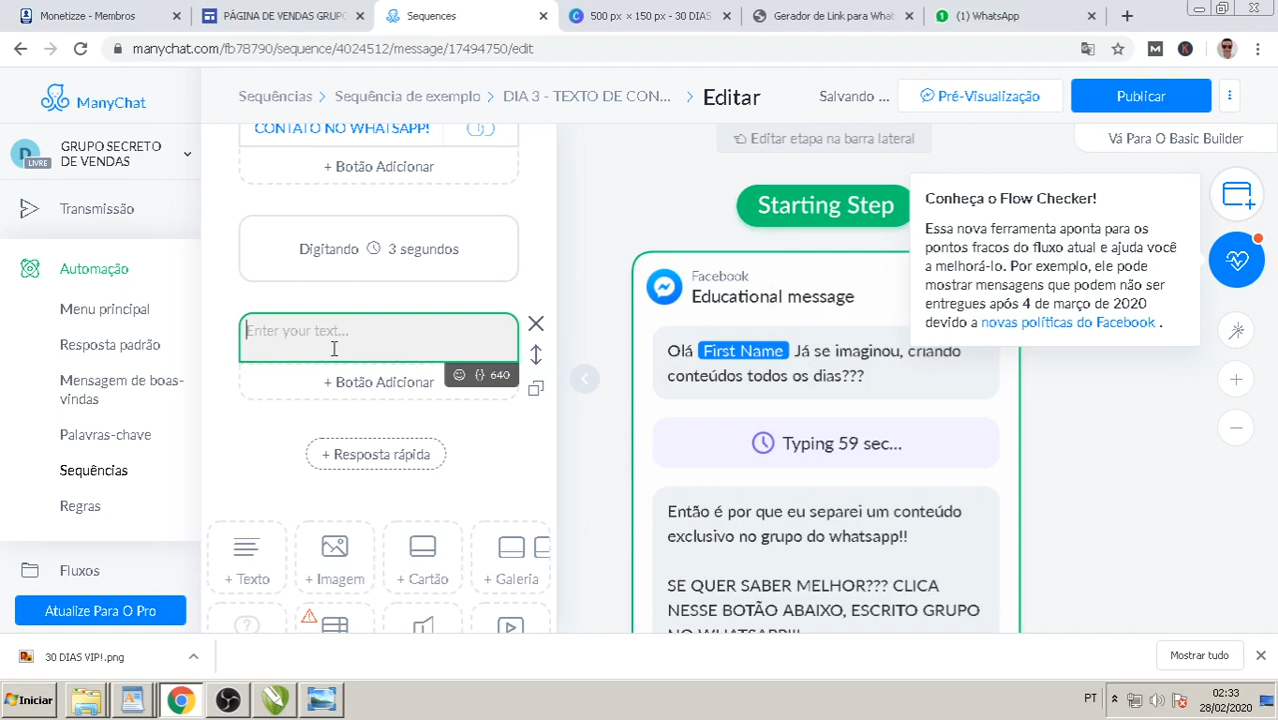 Monetizze - Membros
PÁGINA DE VENDAS GRUPO
Sequences
500 px × 150 px - 30 DIAS
Gerador de Link para Whats
(1) WhatsApp
manychat.com/fb78790/sequence/4024512/message/17494750/edit
ManyChat
Sequências
Sequência de exemplo
DIA 3 - TEXTO DE CON...
Editar
Salvando ...
Pré-Visualização
Publicar
GRUPO SECRETO
DE VENDAS
LIVRE
Transmissão
Automação
Menu principal
Resposta padrão
Mensagem de boas-
vindas
Palavras-chave
Sequências
Regras
Fluxos
Atualize Para O Pro
CONTATO NO WHATSAPP!
+ Botão Adicionar
Digitando 3 segundos
Enter your text...
+ Botão Adicionar
640
+ Resposta rápida
+ Texto
+ Imagem
+ Cartão
+ Galeria
Editar etapa na barra lateral
Vá Para O Basic Builder
Starting Step
Facebook
Educational message
Olá First Name Já se imaginou, criando
conteúdos todos os dias???
Typing 59 sec...
Então é por que eu separei um conteúdo
exclusivo no grupo do whatsapp!!
SE QUER SABER MELHOR??? CLICA
NESSE BOTÃO ABAIXO, ESCRITO GRUPO
NO WHATSAPP!!!
Conheça o Flow Checker!
Essa nova ferramenta aponta para os
pontos fracos do fluxo atual e ajuda você
a melhorá-lo. Por exemplo, ele pode
mostrar mensagens que podem não ser
entregues após 4 de março de 2020
devido a novas políticas do Facebook .
30 DIAS VIP!.png
Mostrar tudo
Iniciar
PT
02:33
28/02/2020